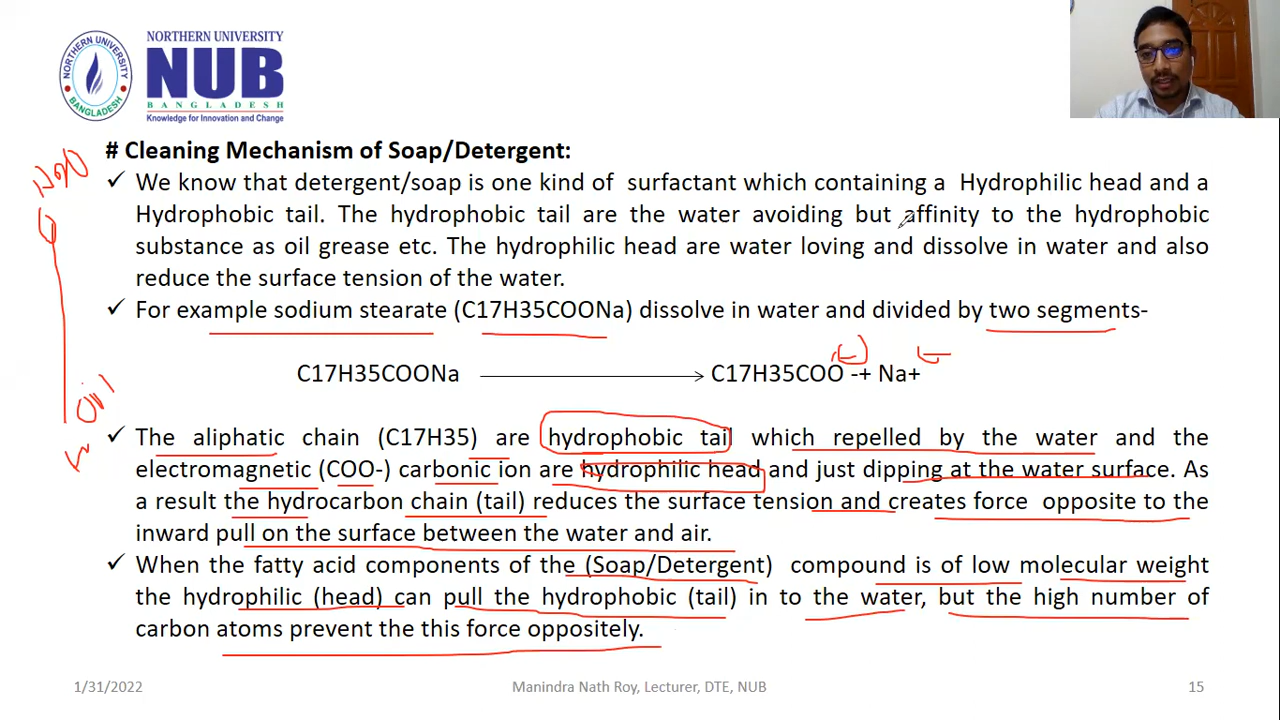 NORTHERN UNIVERSITY
NORTHERN UNIVERSITY
NUB
BANGLADESH
BANGLADESH
Knowledge for Innovation and Change
# Cleaning Mechanism of Soap/Detergent:
✓ We know that detergent/soap is one kind of surfactant which containing a Hydrophilic head and a
Hydrophobic tail. The hydrophobic tail are the water avoiding but affinity to the hydrophobic
substance as oil grease etc. The hydrophilic head are water loving and dissolve in water and also
reduce the surface tension of the water.
✓ For example sodium stearate (C17H35COONa) dissolve in water and divided by two segments-
(-)
C17H35COONa ⟶ C17H35COO -+ Na+
oil
✓ The aliphatic chain (C17H35) are hydrophobic tail which repelled by the water and the
electromagnetic (COO-) carbonic ion are hydrophilic head and just dipping at the water surface. As
a result the hydrocarbon chain (tail) reduces the surface tension and creates force opposite to the
inward pull on the surface between the water and air.
✓ When the fatty acid components of the (Soap/Detergent) compound is of low molecular weight
the hydrophilic (head) can pull the hydrophobic (tail) in to the water, but the high number of
carbon atoms prevent the this force oppositely.
1/31/2022 Manindra Nath Roy, Lecturer, DTE, NUB 15